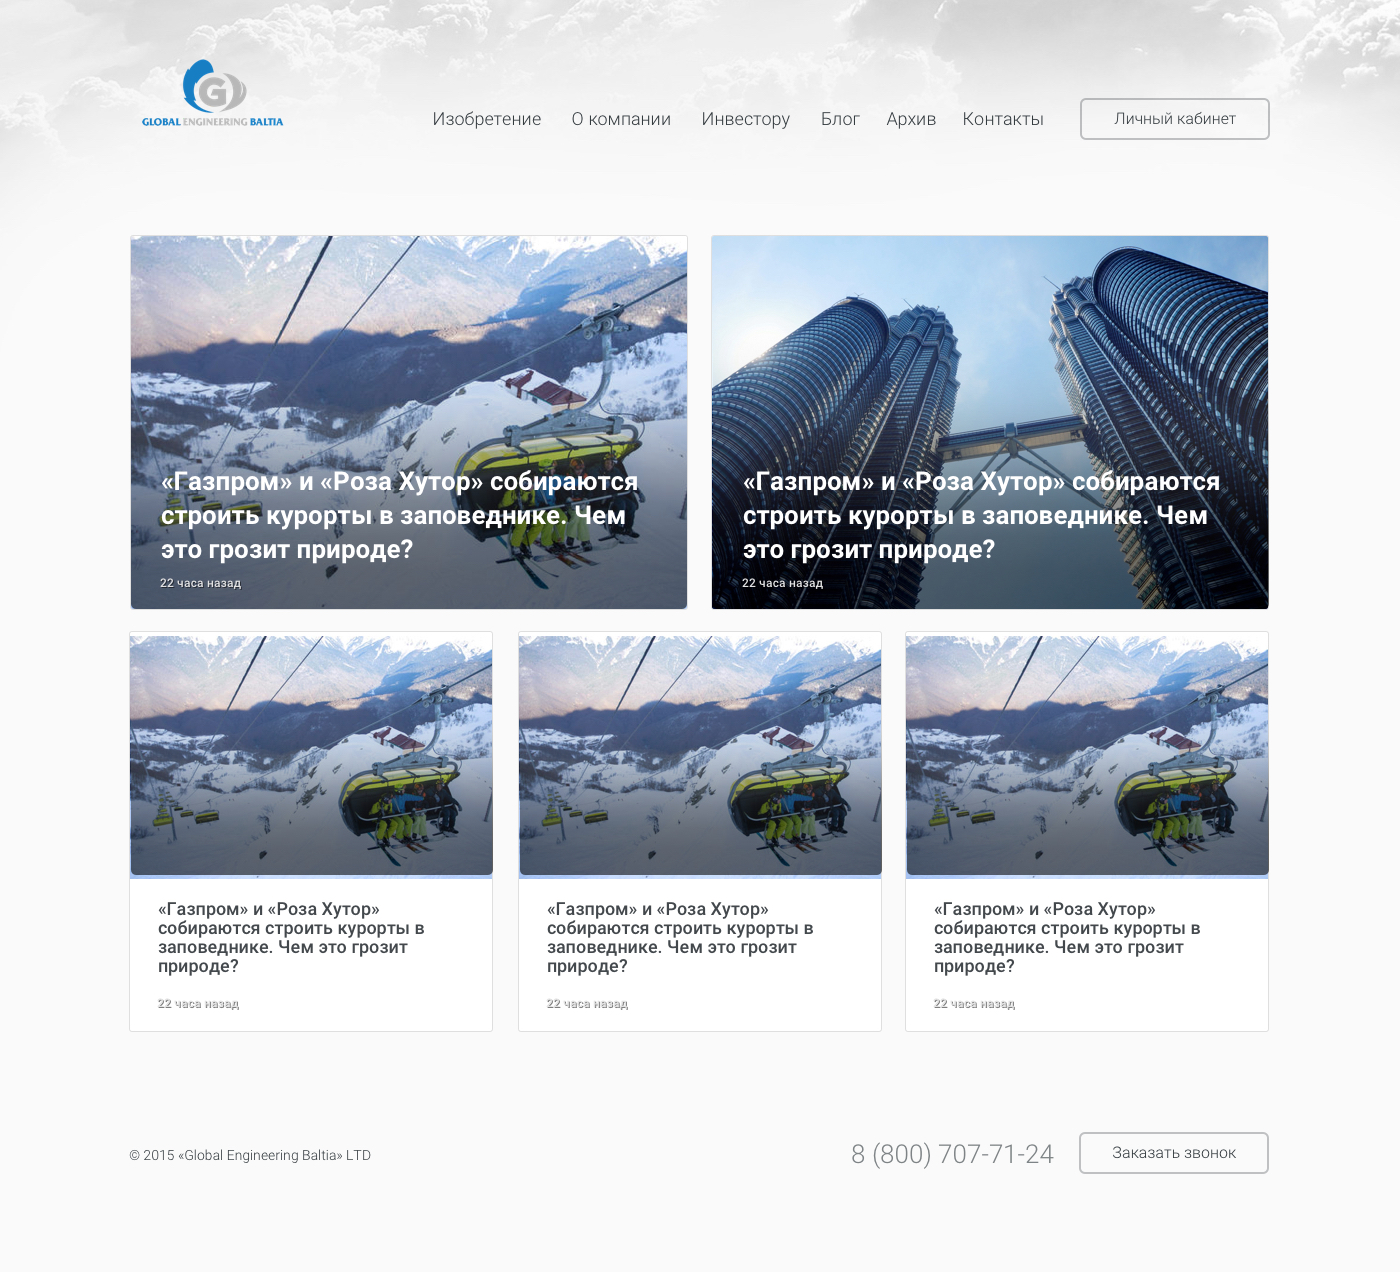 GLOBAL ENGINEERING BALTIA
Изобретение О компании Инвестору Блог Архив Контакты Личный кабинет
«Газпром» и «Роза Хутор» собираются
строить курорты в заповеднике. Чем
это грозит природе?
22 часа назад
«Газпром» и «Роза Хутор» собираются
строить курорты в заповеднике. Чем
это грозит природе?
22 часа назад
«Газпром» и «Роза Хутор»
собираются строить курорты в
заповеднике. Чем это грозит
природе?
22 часа назад
«Газпром» и «Роза Хутор»
собираются строить курорты в
заповеднике. Чем это грозит
природе?
22 часа назад
«Газпром» и «Роза Хутор»
собираются строить курорты в
заповеднике. Чем это грозит
природе?
22 часа назад
© 2015 «Global Engineering Baltia» LTD
8 (800) 707-71-24 Заказать звонок